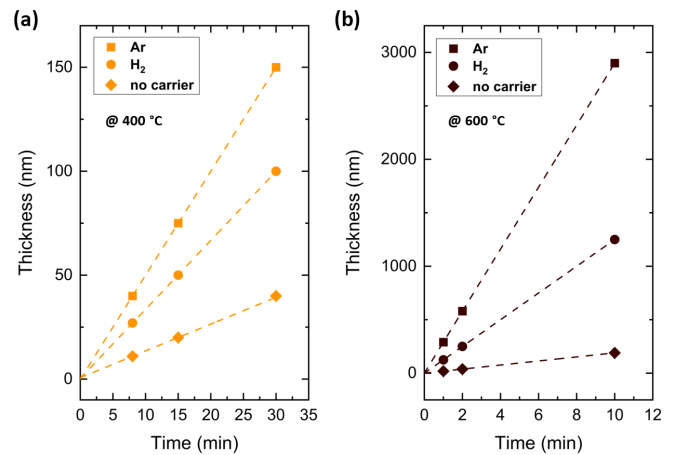 (a)
Ar
H₂
no carrier
@ 400 °C
150
100
50
0
0 5 10 15 20 25 30 35
Thickness (nm)
Time (min)
(b)
Ar
H₂
no carrier
@ 600 °C
3000
2000
1000
0
0 2 4 6 8 10 12
Thickness (nm)
Time (min)